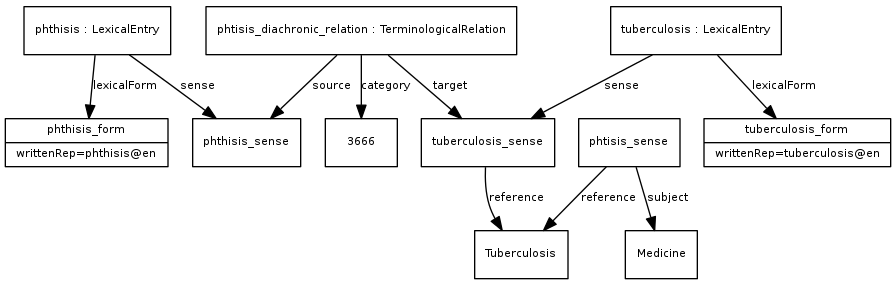 phthisis : LexicalEntry
phtisis_diachronic_relation : TerminologicalRelation
tuberculosis : LexicalEntry
lexicalForm
sense
source
category
target
sense
lexicalForm
phthisis_form
writtenRep=phthisis@en
phthisis_sense
3666
tuberculosis_sense
phtisis_sense
tuberculosis_form
writtenRep=tuberculosis@en
reference
reference
subject
Tuberculosis
Medicine